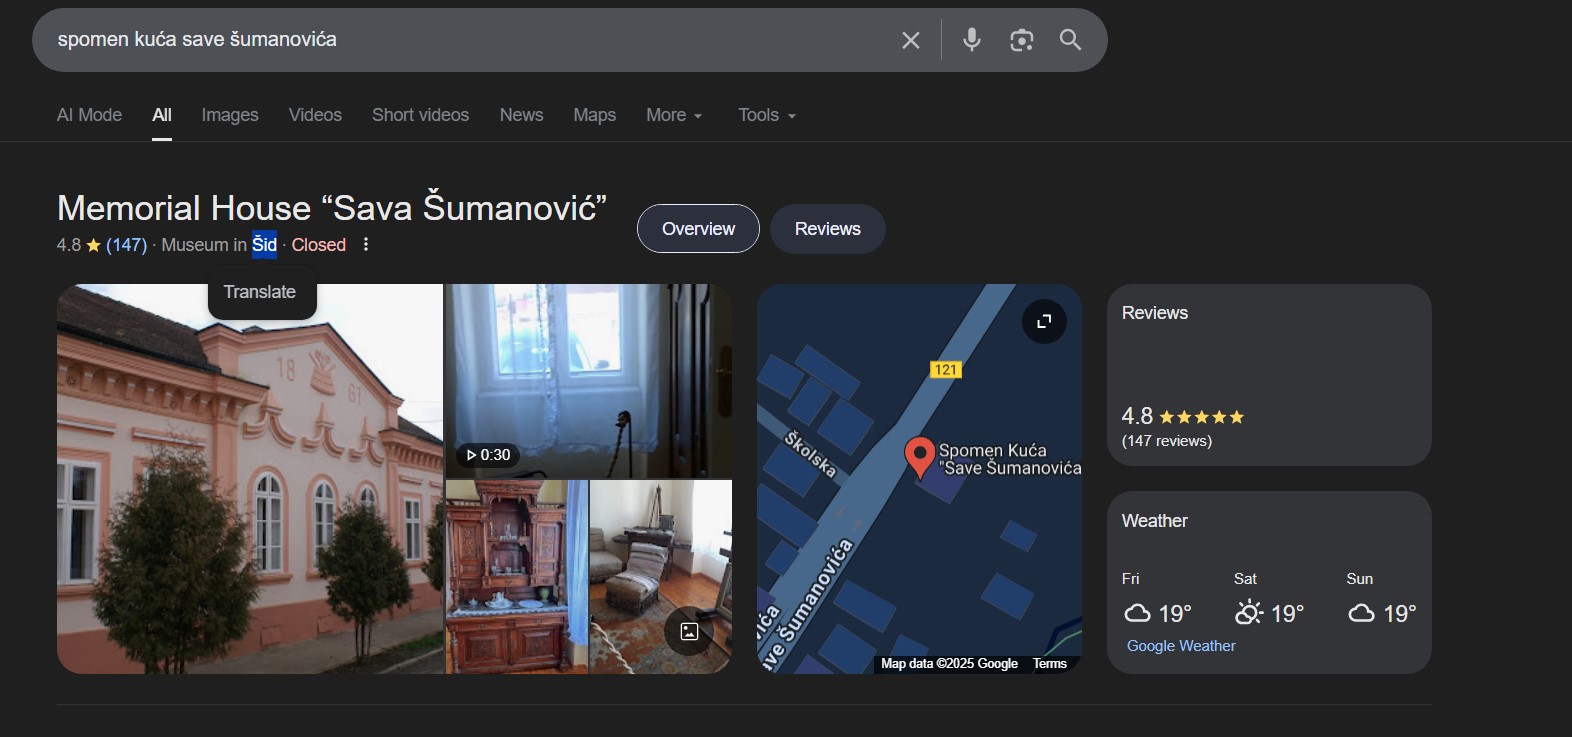 spomen kuća save šumanovića
AI Mode All Images Videos Short videos News Maps More Tools
Memorial House “Sava Šumanović”
Overview Reviews
4.8 (147) · Museum in Šid · Closed
Translate
18 61
0:30
121
Školska
Spomen Kuća
"Save Šumanovića
ve Šumanovića
Map data ©2025 Google Terms
Reviews
4.8
(147 reviews)
Weather
Fri Sat Sun
19° 19° 19°
Google Weather